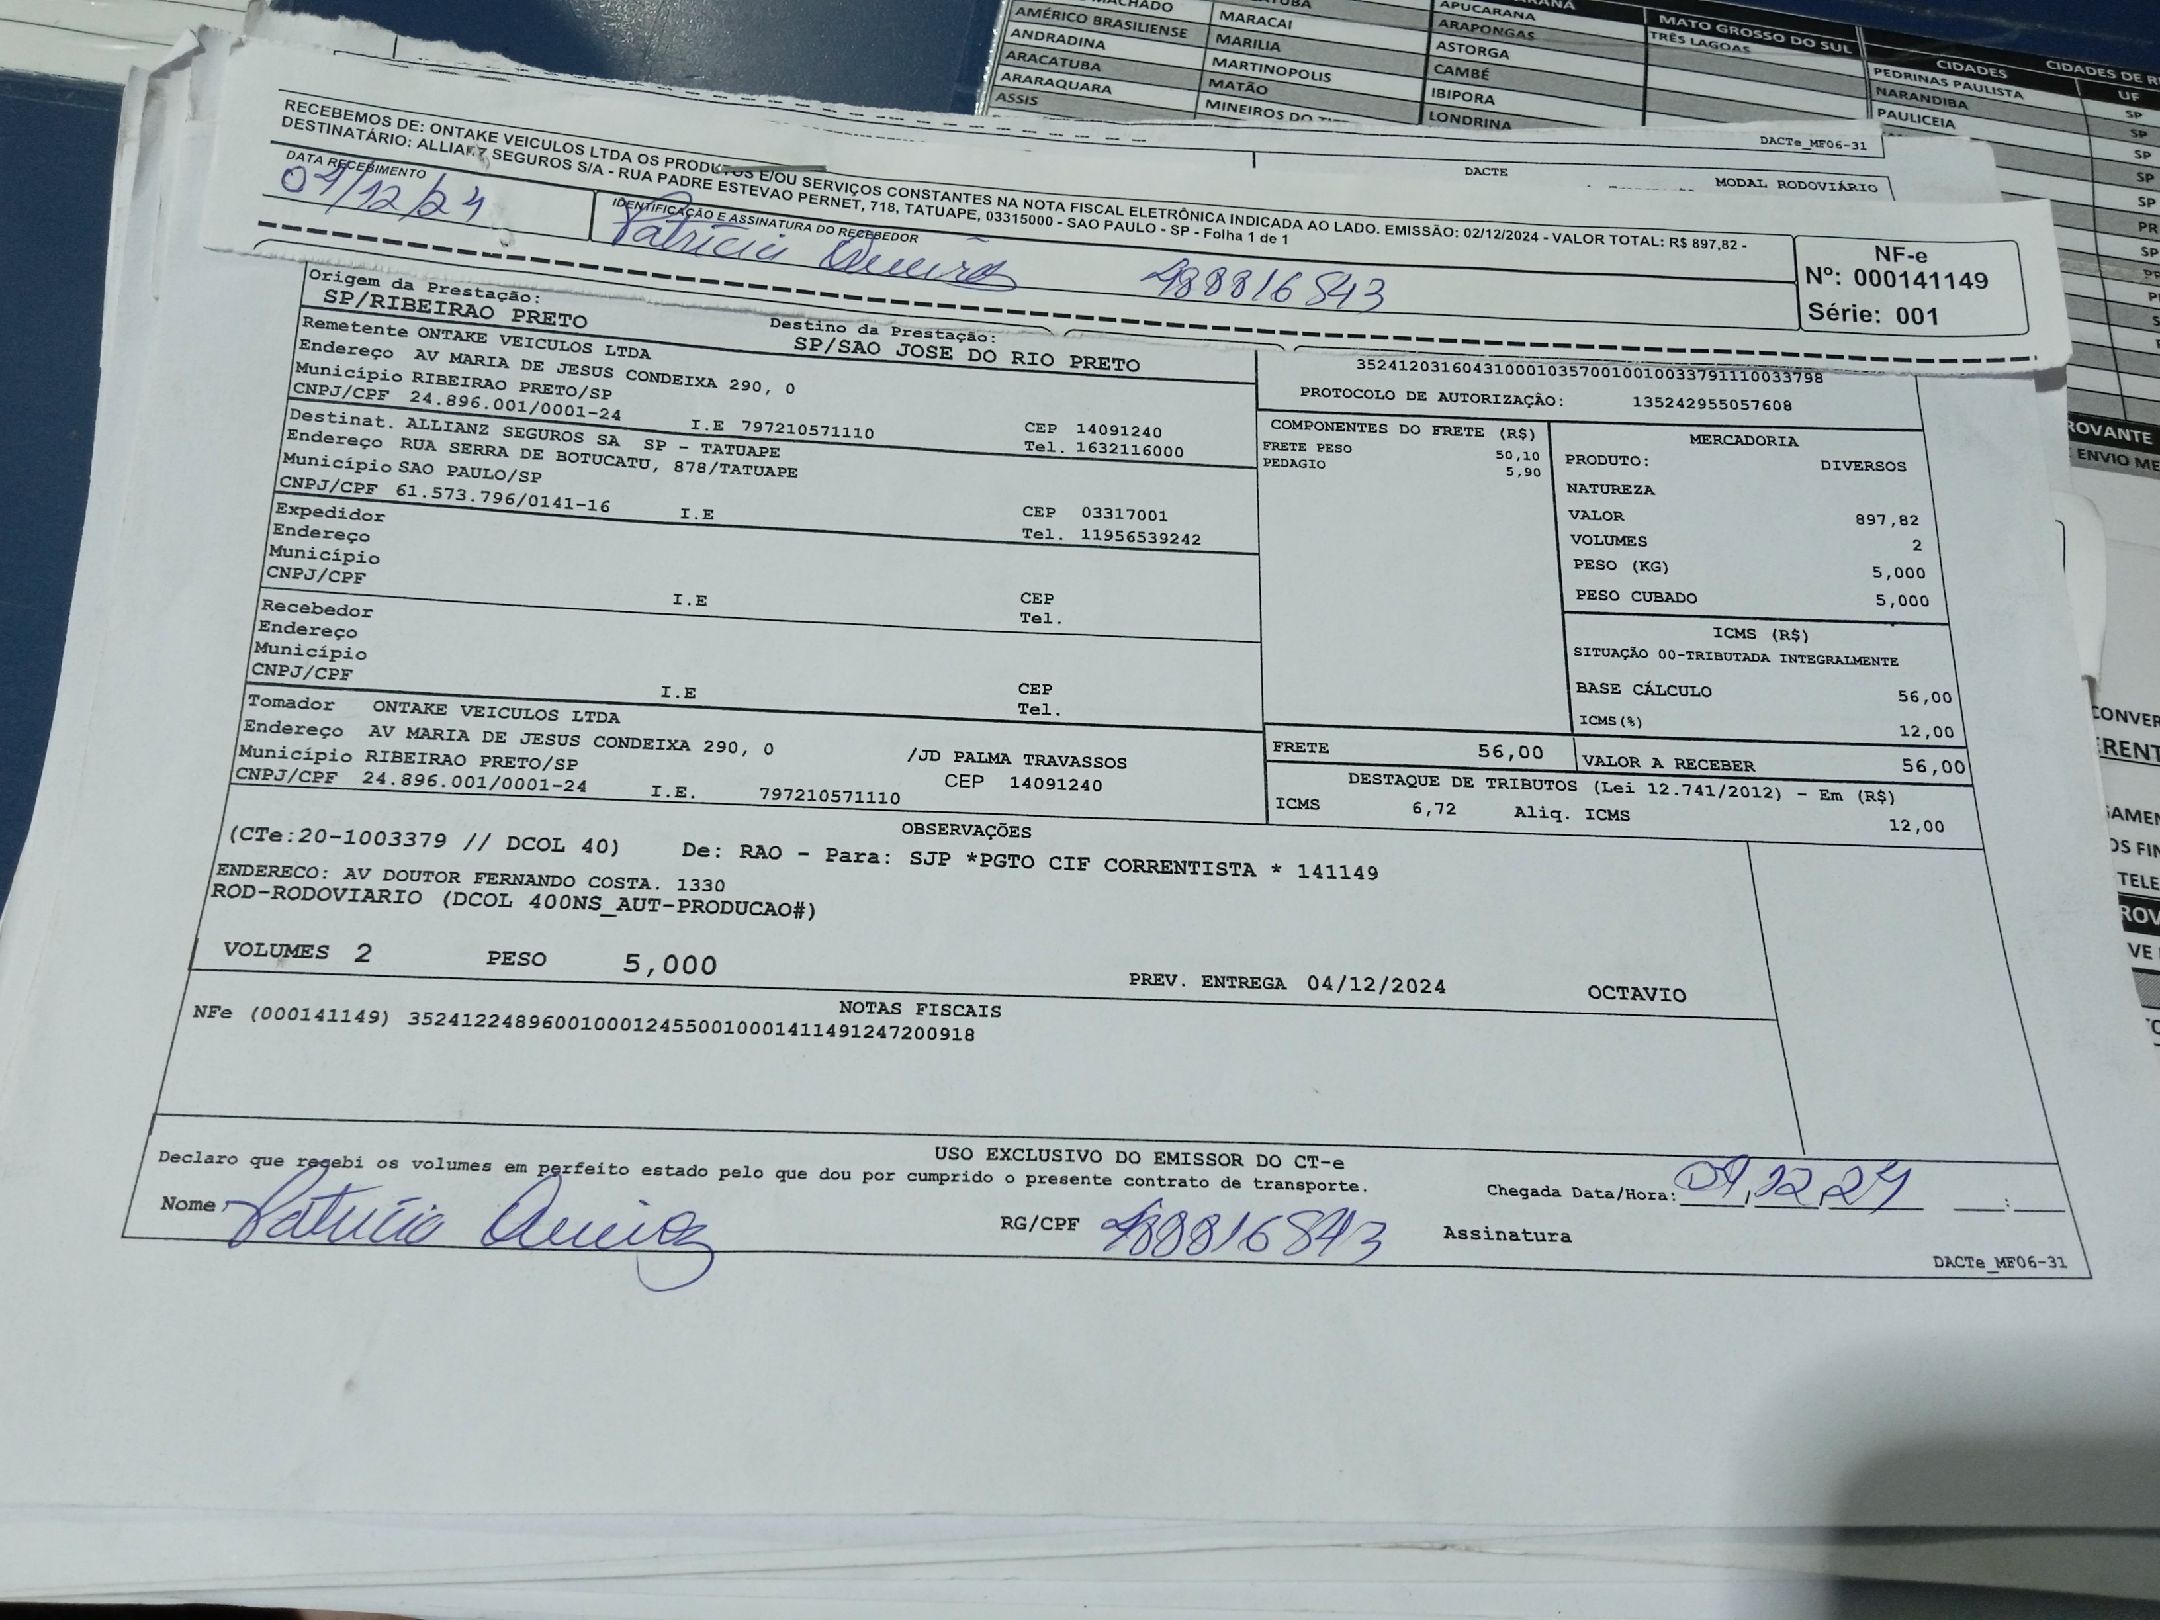 MARACAI
APUCARANA
MATO GROSSO DO SUL
AMÉRICO BRASILIENSE
MARILIA
ARAPONGAS
TRÊS LAGOAS
CIDADES
ANDRADINA
MARTINOPOLIS
ASTORGA
PEDRINAS PAULISTA
UF
ARACATUBA
MATÃO
CAMBÉ
NARANDIBA
SP
ARARAQUARA
MINEIROS DO
IBIPORA
PAULICEIA
SP
ASSIS
LONDRINA
SP
SP
SP
PR
SP
DACTe_MF06-31
DACTE
MODAL RODOVIÁRIO
RECEBEMOS DE: ONTAKE VEICULOS LTDA OS PRODUTOS E/OU SERVIÇOS CONSTANTES NA NOTA FISCAL ELETRÔNICA INDICADA AO LADO. EMISSÃO: 02/12/2024 - VALOR TOTAL: R$ 897,82 -
DESTINATÁRIO: ALLIANZ SEGUROS S/A - RUA PADRE ESTEVAO PERNET, 718, TATUAPE, 03315000 - SAO PAULO - SP - Folha 1 de 1
DATA RECEBIMENTO
IDENTIFICAÇÃO E ASSINATURA DO RECEBEDOR
NF-e
Nº: 000141149
Série: 001
Patricia
Origem da Prestação:
SP/RIBEIRAO PRETO
Destino da Prestação:
SP/SAO JOSE DO RIO PRETO
Remetente ONTAKE VEICULOS LTDA
Endereço AV MARIA DE JESUS CONDEIXA 290, 0
Município RIBEIRAO PRETO/SP
CNPJ/CPF 24.896.001/0001-24 I.E 797210571110 CEP 14091240
Tel. 1632116000
Destinat. ALLIANZ SEGUROS SA SP - TATUAPE
Endereço RUA SERRA DE BOTUCATU, 878/TATUAPE
Município SAO PAULO/SP
CNPJ/CPF 61.573.796/0141-16 I.E CEP 03317001
Tel. 11956539242
Expedidor
Endereço
Município
CNPJ/CPF I.E CEP
Tel.
Recebedor
Endereço
Município
CNPJ/CPF I.E CEP
Tel.
Tomador ONTAKE VEICULOS LTDA
Endereço AV MARIA DE JESUS CONDEIXA 290, 0 /JD PALMA TRAVASSOS
Município RIBEIRAO PRETO/SP CEP 14091240
CNPJ/CPF 24.896.001/0001-24 I.E. 797210571110
PROTOCOLO DE AUTORIZAÇÃO: 135242955057608
COMPONENTES DO FRETE (R$)
FRETE PESO 50,10
PEDAGIO 5,90
MERCADORIA
PRODUTO: DIVERSOS
NATUREZA
VALOR 897,82
VOLUMES 2
PESO (KG) 5,000
PESO CUBADO 5,000
ICMS (R$)
SITUAÇÃO 00-TRIBUTADA INTEGRALMENTE
BASE CÁLCULO 56,00
ICMS(%) 12,00
FRETE 56,00 VALOR A RECEBER 56,00
DESTAQUE DE TRIBUTOS (Lei 12.741/2012) - Em (R$)
ICMS 6,72 Aliq. ICMS 12,00
OBSERVAÇÕES
(CTe:20-1003379 // DCOL 40) De: RAO - Para: SJP *PGTO CIF CORRENTISTA * 141149
ENDERECO: AV DOUTOR FERNANDO COSTA. 1330
ROD-RODOVIARIO (DCOL 400NS_AUT-PRODUCAO#)
VOLUMES 2 PESO 5,000 PREV. ENTREGA 04/12/2024 OCTAVIO
NOTAS FISCAIS
NFe (000141149) 35241224896001000124550010001411491247200918
USO EXCLUSIVO DO EMISSOR DO CT-e
Declaro que recebi os volumes em perfeito estado pelo que dou por cumprido o presente contrato de transporte.
Chegada Data/Hora:
Nome Patricia RG/CPF Assinatura
DACTe_MF06-31
ROVANTE
ENVIO ME